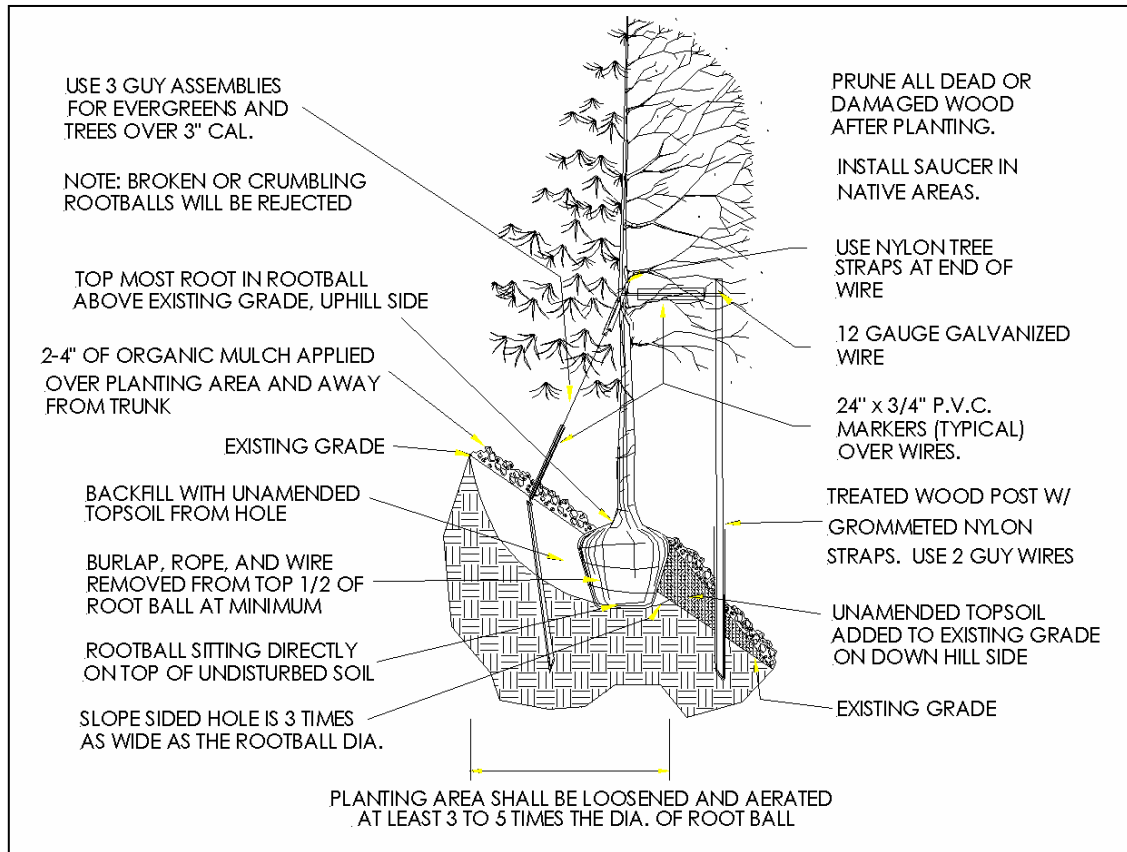 USE 3 GUY ASSEMBLIES
FOR EVERGREENS AND
TREES OVER 3" CAL.
NOTE: BROKEN OR CRUMBLING
ROOTBALLS WILL BE REJECTED
TOP MOST ROOT IN ROOTBALL
ABOVE EXISTING GRADE, UPHILL SIDE
2-4" OF ORGANIC MULCH APPLIED
OVER PLANTING AREA AND AWAY
FROM TRUNK
EXISTING GRADE
BACKFILL WITH UNAMENDED
TOPSOIL FROM HOLE
BURLAP, ROPE, AND WIRE
REMOVED FROM TOP 1/2 OF
ROOT BALL AT MINIMUM
ROOTBALL SITTING DIRECTLY
ON TOP OF UNDISTURBED SOIL
SLOPE SIDED HOLE IS 3 TIMES
AS WIDE AS THE ROOTBALL DIA.
PRUNE ALL DEAD OR
DAMAGED WOOD
AFTER PLANTING.
INSTALL SAUCER IN
NATIVE AREAS.
USE NYLON TREE
STRAPS AT END OF
WIRE
12 GAUGE GALVANIZED
WIRE
24" x 3/4" P.V.C.
MARKERS (TYPICAL)
OVER WIRES.
TREATED WOOD POST W/
GROMMETED NYLON
STRAPS. USE 2 GUY WIRES
UNAMENDED TOPSOIL
ADDED TO EXISTING GRADE
ON DOWN HILL SIDE
EXISTING GRADE
PLANTING AREA SHALL BE LOOSENED AND AERATED
AT LEAST 3 TO 5 TIMES THE DIA. OF ROOT BALL